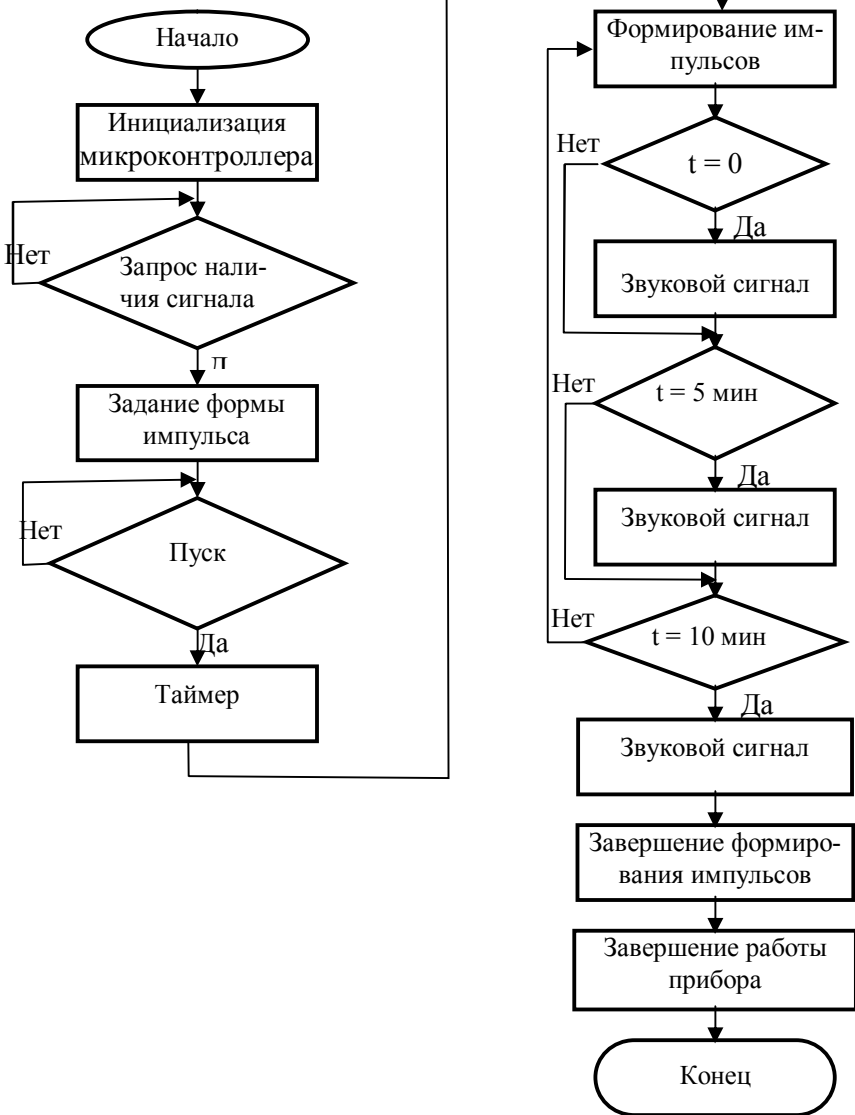 Начало
Инициализация
микроконтроллера
Нет
Запрос нали-
чия сигнала
Задание формы
импульса
Нет
Пуск
Да
Таймер
Формирование им-
пульсов
Нет
t = 0
Да
Звуковой сигнал
Нет
t = 5 мин
Да
Звуковой сигнал
Нет
t = 10 мин
Да
Звуковой сигнал
Завершение формиро-
вания импульсов
Завершение работы
прибора
Конец